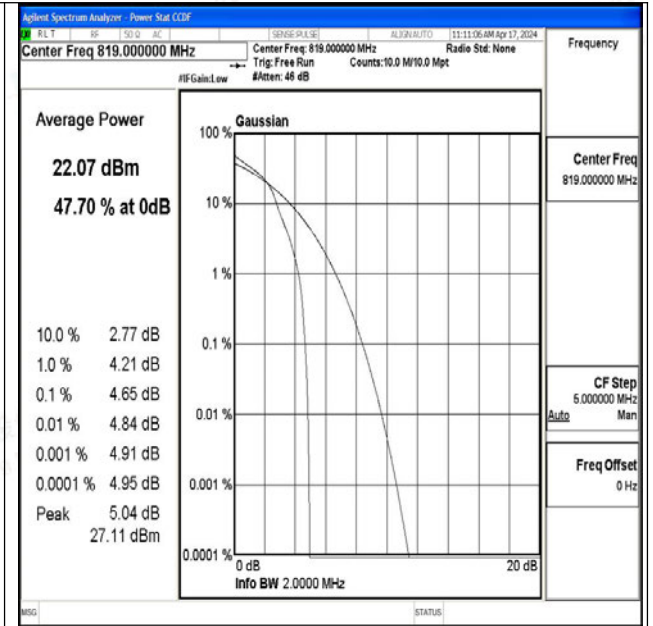 Agilent Spectrum Analyzer - Power Stat CCDF
RLT RF 50 Ω AC SENSE:PULSE ALIGN AUTO 11:11:06 AM Apr 17, 2024
Center Freq 819.000000 MHz
Center Freq: 819.000000 MHz Radio Std: None
Trig: Free Run Counts:10.0 M/10.0 Mpt
#IFGain:Low #Atten: 46 dB
Frequency
Average Power
22.07 dBm
47.70 % at 0dB
10.0 % 2.77 dB
1.0 % 4.21 dB
0.1 % 4.65 dB
0.01 % 4.84 dB
0.001 % 4.91 dB
0.0001 % 4.95 dB
Peak 5.04 dB
27.11 dBm
Gaussian
100 %
10 %
1 %
0.1 %
0.01 %
0.001 %
0.0001 %
0 dB 20 dB
Info BW 2.0000 MHz
Center Freq
819.000000 MHz
CF Step
5.000000 MHz
Auto Man
Freq Offset
0 Hz
MSG STATUS